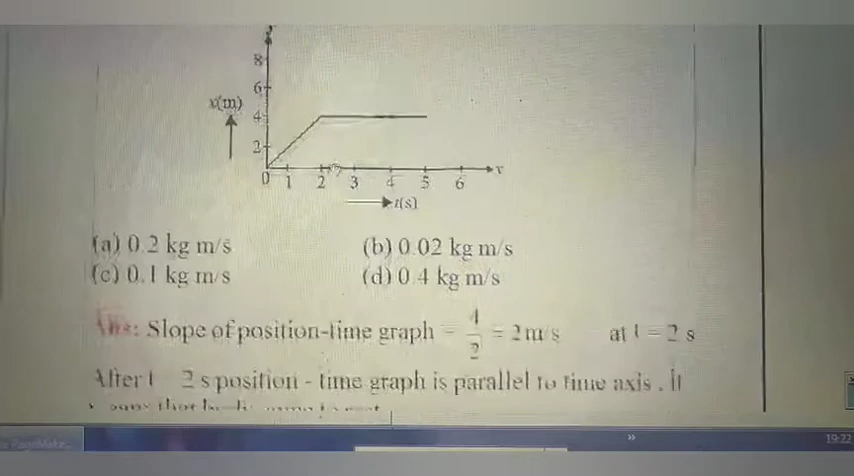 8
6
x(m)
4
2
0 1 2 3 4 5 6 x
t(s)
(a) 0.2 kg m/s (b) 0.02 kg m/s
(c) 0.1 kg m/s (d) 0.4 kg m/s
Ans: Slope of position-time graph = 4/2 = 2 m/s at t = 2 s
After t 2 s position - time graph is parallel to time axis . It
that
19:22